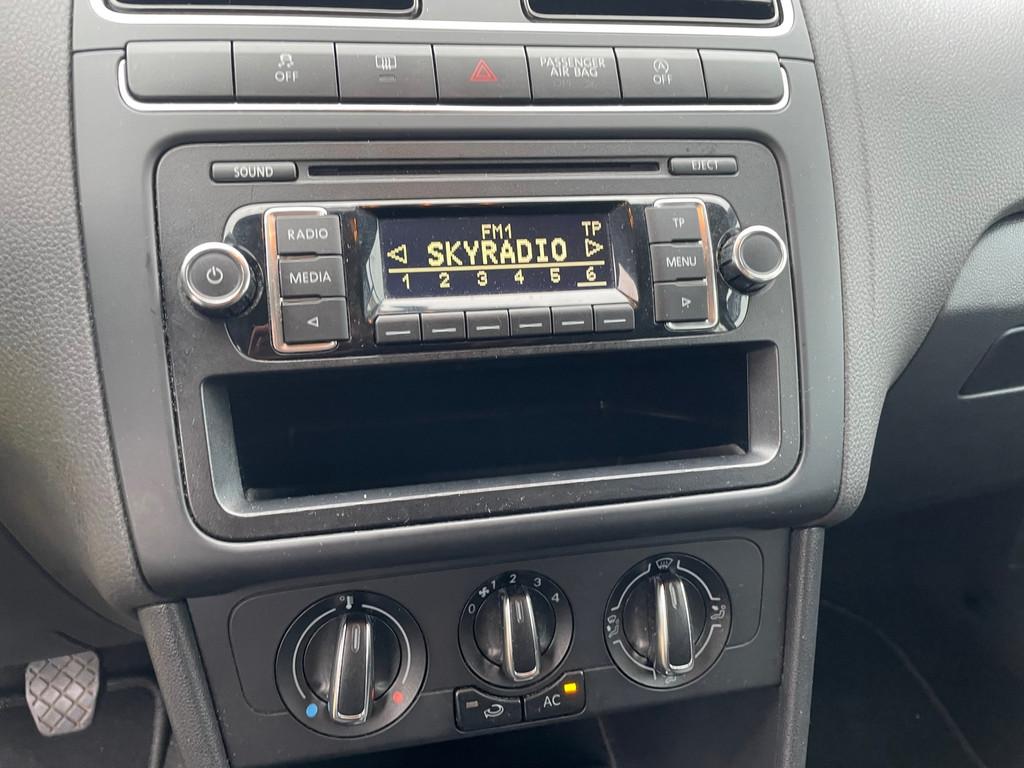 OFF
PASSENGER
AIR BAG
OFF
SOUND
EJECT
RADIO
MEDIA
FM1
TP
SKYRADIO
1 2 3 4 5 6
TP
MENU
0 1 2 3 4
AC